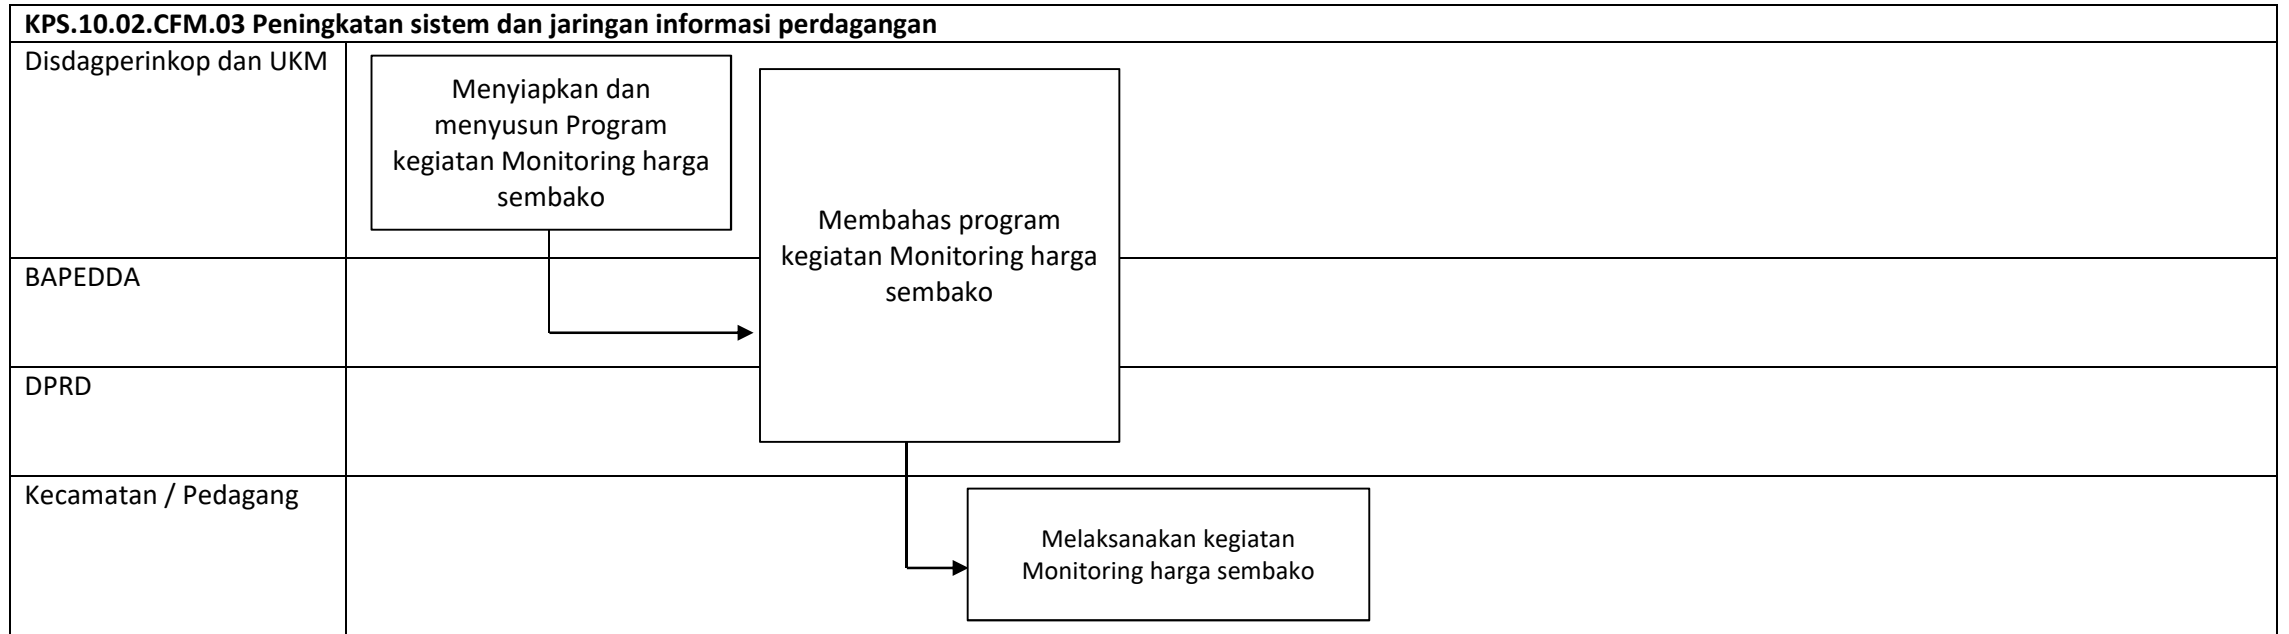 KPS.10.02.CFM.03 Peningkatan sistem dan jaringan informasi perdagangan
Disdagperinkop dan UKM
Menyiapkan dan
menyusun Program
kegiatan Monitoring harga
sembako
Membahas program
kegiatan Monitoring harga
sembako
BAPEDDA
DPRD
Kecamatan / Pedagang
Melaksanakan kegiatan
Monitoring harga sembako